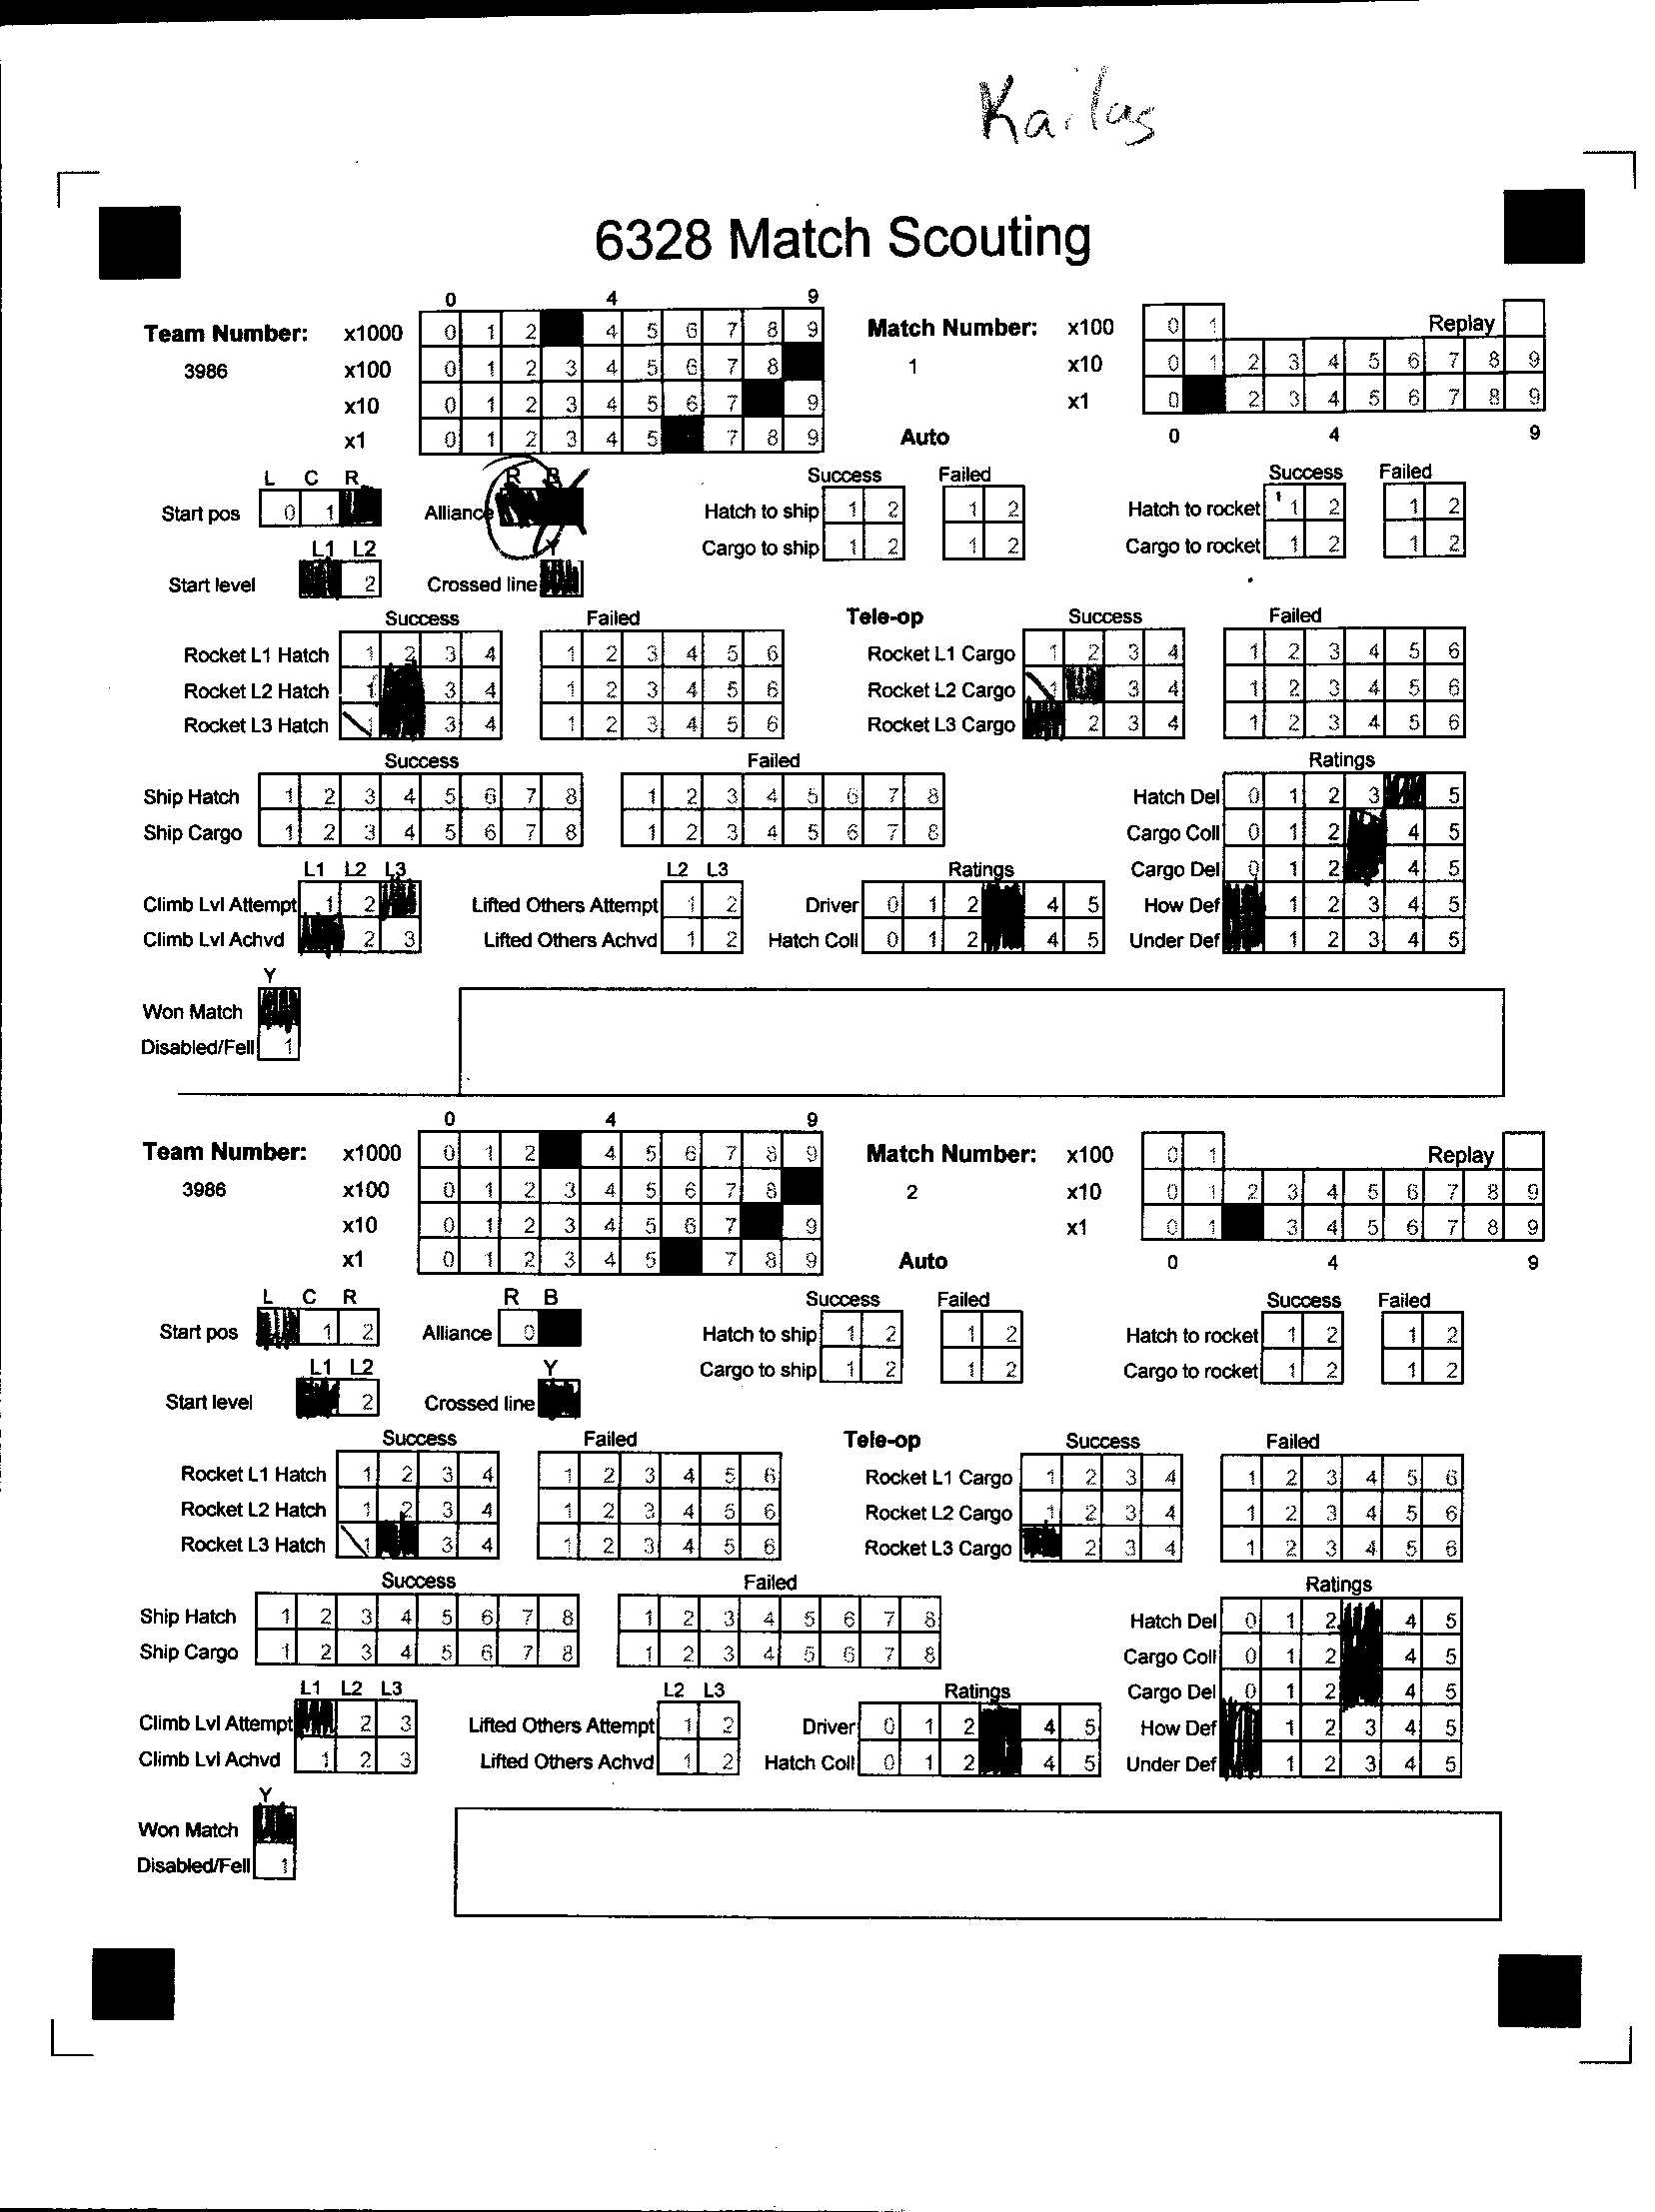 Kailas
6328 Match Scouting
0 4 9
Team Number: x1000 0 1 2 4 5 6 7 8 9 Match Number: x100 0 1 Replay
3986 x100 0 1 2 3 4 5 6 7 8 1 x10 0 1 2 3 4 5 6 7 8 9
x10 0 1 2 3 4 5 6 7 9 x1 0 2 3 4 5 6 7 8 9
x1 0 1 2 3 4 5 7 8 9 Auto 0 4 9
L C R R B Success Failed Success Failed
Start pos 0 1 Alliance Hatch to ship 1 2 1 2 Hatch to rocket 1 2 1 2
L1 L2 Y Cargo to ship 1 2 1 2 Cargo to rocket 1 2 1 2
Start level 2 Crossed line
Success Failed Tele-op Success Failed
Rocket L1 Hatch 1 2 3 4 1 2 3 4 5 6 Rocket L1 Cargo 1 2 3 4 1 2 3 4 5 6
Rocket L2 Hatch 1 3 4 1 2 3 4 5 6 Rocket L2 Cargo 1 3 4 1 2 3 4 5 6
Rocket L3 Hatch 1 3 4 1 2 3 4 5 6 Rocket L3 Cargo 2 3 4 1 2 3 4 5 6
Success Failed Ratings
Ship Hatch 1 2 3 4 5 6 7 8 1 2 3 4 5 6 7 8 Hatch Del 0 1 2 3 5
Ship Cargo 1 2 3 4 5 6 7 8 1 2 3 4 5 6 7 8 Cargo Coll 0 1 2 4 5
L1 L2 L3 L2 L3 Ratings Cargo Del 0 1 2 4 5
Climb Lvl Attempt 1 2 Lifted Others Attempt 1 2 Driver 0 1 2 4 5 How Def 1 2 3 4 5
Climb Lvl Achvd 2 3 Lifted Others Achvd 1 2 Hatch Coll 0 1 2 4 5 Under Def 1 2 3 4 5
Y
Won Match
Disabled/Fell 1
0 4 9
Team Number: x1000 0 1 2 4 5 6 7 8 9 Match Number: x100 0 1 Replay
3986 x100 0 1 2 3 4 5 6 7 8 2 x10 0 1 2 3 4 5 6 7 8 9
x10 0 1 2 3 4 5 6 7 9 x1 0 1 3 4 5 6 7 8 9
x1 0 1 2 3 4 5 7 8 9 Auto 0 4 9
L C R R B Success Failed Success Failed
Start pos 1 2 Alliance 0 Hatch to ship 1 2 1 2 Hatch to rocket 1 2 1 2
L1 L2 Y Cargo to ship 1 2 1 2 Cargo to rocket 1 2 1 2
Start level 2 Crossed line
Success Failed Tele-op Success Failed
Rocket L1 Hatch 1 2 3 4 1 2 3 4 5 6 Rocket L1 Cargo 1 2 3 4 1 2 3 4 5 6
Rocket L2 Hatch 1 2 3 4 1 2 3 4 5 6 Rocket L2 Cargo 1 2 3 4 1 2 3 4 5 6
Rocket L3 Hatch 1 3 4 1 2 3 4 5 6 Rocket L3 Cargo 2 3 4 1 2 3 4 5 6
Success Failed Ratings
Ship Hatch 1 2 3 4 5 6 7 8 1 2 3 4 5 6 7 8 Hatch Del 0 1 2 4 5
Ship Cargo 1 2 3 4 5 6 7 8 1 2 3 4 5 6 7 8 Cargo Coll 0 1 2 4 5
L1 L2 L3 L2 L3 Ratings Cargo Del 0 1 2 4 5
Climb Lvl Attempt 2 3 Lifted Others Attempt 1 2 Driver 0 1 2 4 5 How Def 1 2 3 4 5
Climb Lvl Achvd 1 2 3 Lifted Others Achvd 1 2 Hatch Coll 0 1 2 4 5 Under Def 1 2 3 4 5
Y
Won Match
Disabled/Fell 1